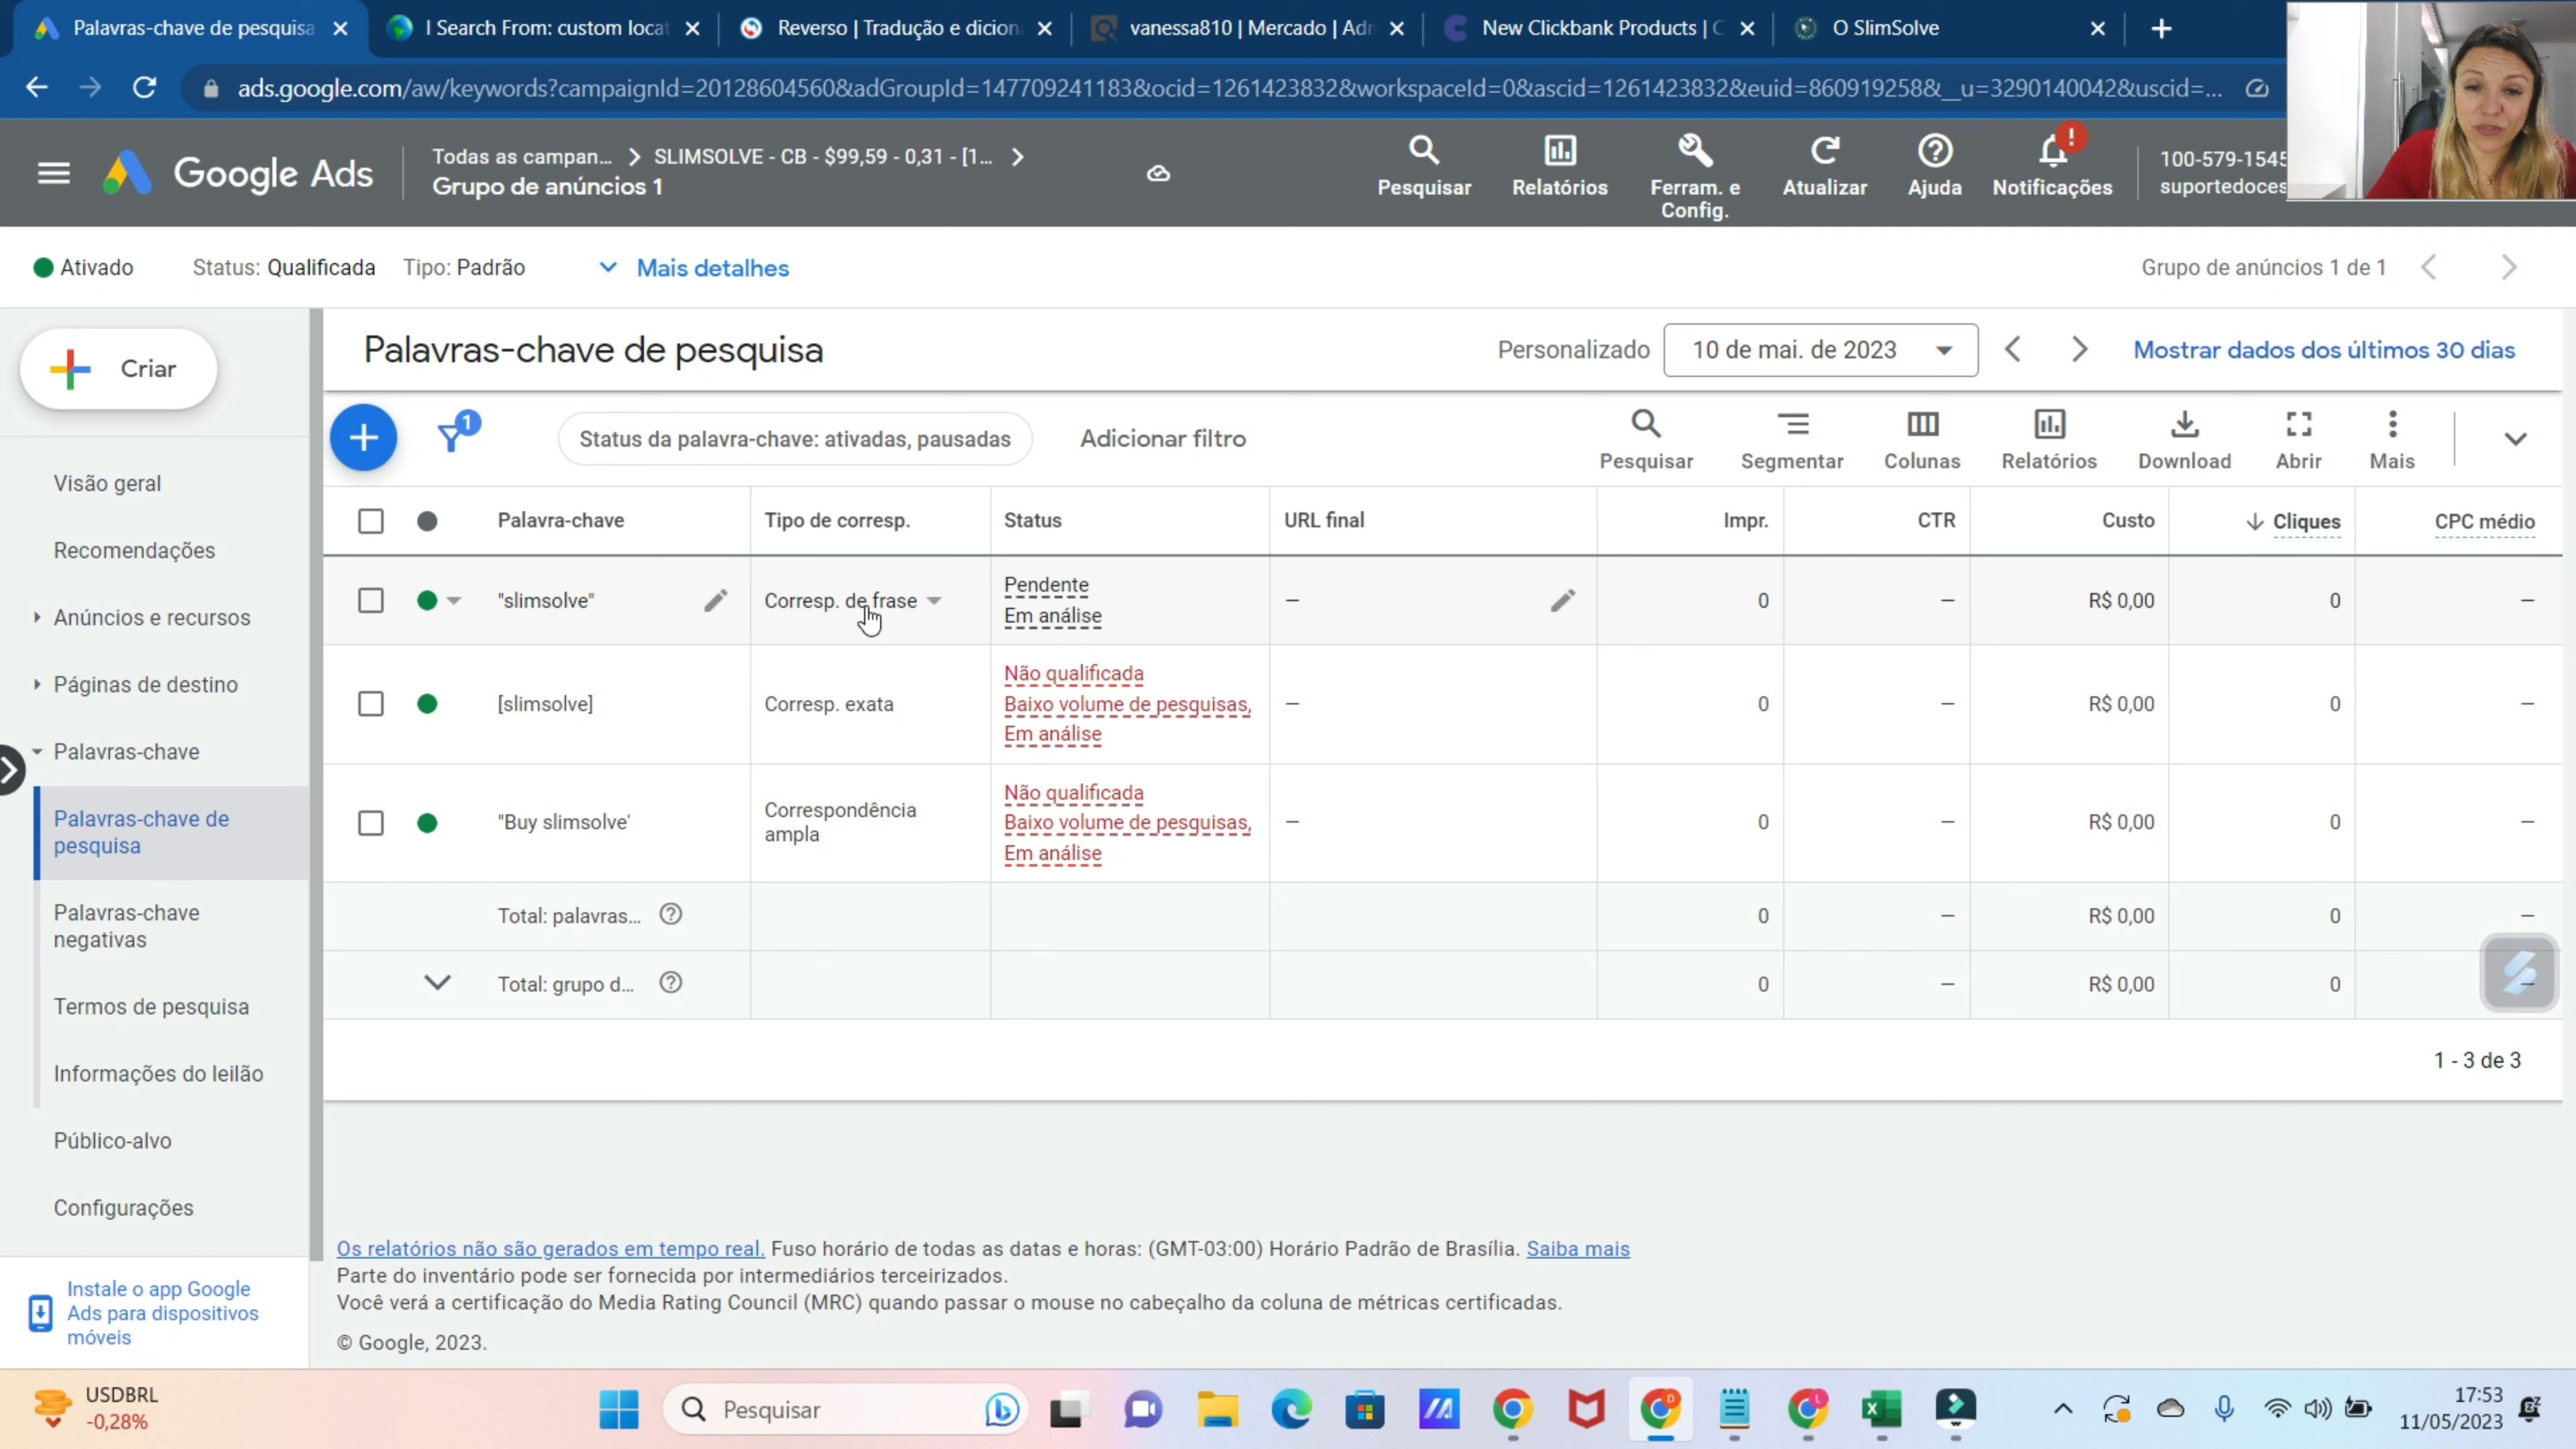 Palavras-chave de pesquisa
I Search From: custom locat
Reverso | Tradução e dicion
vanessa810 | Mercado | Adr
New Clickbank Products | C
O SlimSolve
ads.google.com/aw/keywords?campaignId=20128604560&adGroupId=147709241183&ocid=1261423832&workspaceId=0&ascid=1261423832&euid=860919258&__u=3290140042&uscid=...
Google Ads
Todas as campan... > SLIMSOLVE - CB - $99,59 - 0,31 - [1... >
Grupo de anúncios 1
Pesquisar
Relatórios
Ferram. e
Config.
Atualizar
Ajuda
!
Notificações
100-579-1545
suportedoces
Ativado
Status: Qualificada
Tipo: Padrão
Mais detalhes
Grupo de anúncios 1 de 1
Criar
Palavras-chave de pesquisa
Personalizado
10 de mai. de 2023
Mostrar dados dos últimos 30 dias
1
Status da palavra-chave: ativadas, pausadas
Adicionar filtro
Pesquisar
Segmentar
Colunas
Relatórios
Download
Abrir
Mais
Visão geral
Recomendações
Anúncios e recursos
Páginas de destino
Palavras-chave
Palavras-chave de
pesquisa
Palavras-chave
negativas
Termos de pesquisa
Informações do leilão
Público-alvo
Configurações
Instale o app Google
Ads para dispositivos
móveis
Palavra-chave Tipo de corresp. Status URL final Impr. CTR Custo Cliques CPC médio
"slimsolve" Corresp. de frase
Pendente
Em análise
— 0 — R$ 0,00 0 —
[slimsolve] Corresp. exata
Não qualificada
Baixo volume de pesquisas,
Em análise
— 0 — R$ 0,00 0 —
"Buy slimsolve'
Correspondência
ampla
Não qualificada
Baixo volume de pesquisas,
Em análise
— 0 — R$ 0,00 0 —
Total: palavras... 0 — R$ 0,00 0 —
Total: grupo d... 0 — R$ 0,00 0 —
1 - 3 de 3
Os relatórios não são gerados em tempo real. Fuso horário de todas as datas e horas: (GMT-03:00) Horário Padrão de Brasília. Saiba mais
Parte do inventário pode ser fornecida por intermediários terceirizados.
Você verá a certificação do Media Rating Council (MRC) quando passar o mouse no cabeçalho da coluna de métricas certificadas.
© Google, 2023.
USDBRL
-0,28%
Pesquisar
D
L
17:53
11/05/2023